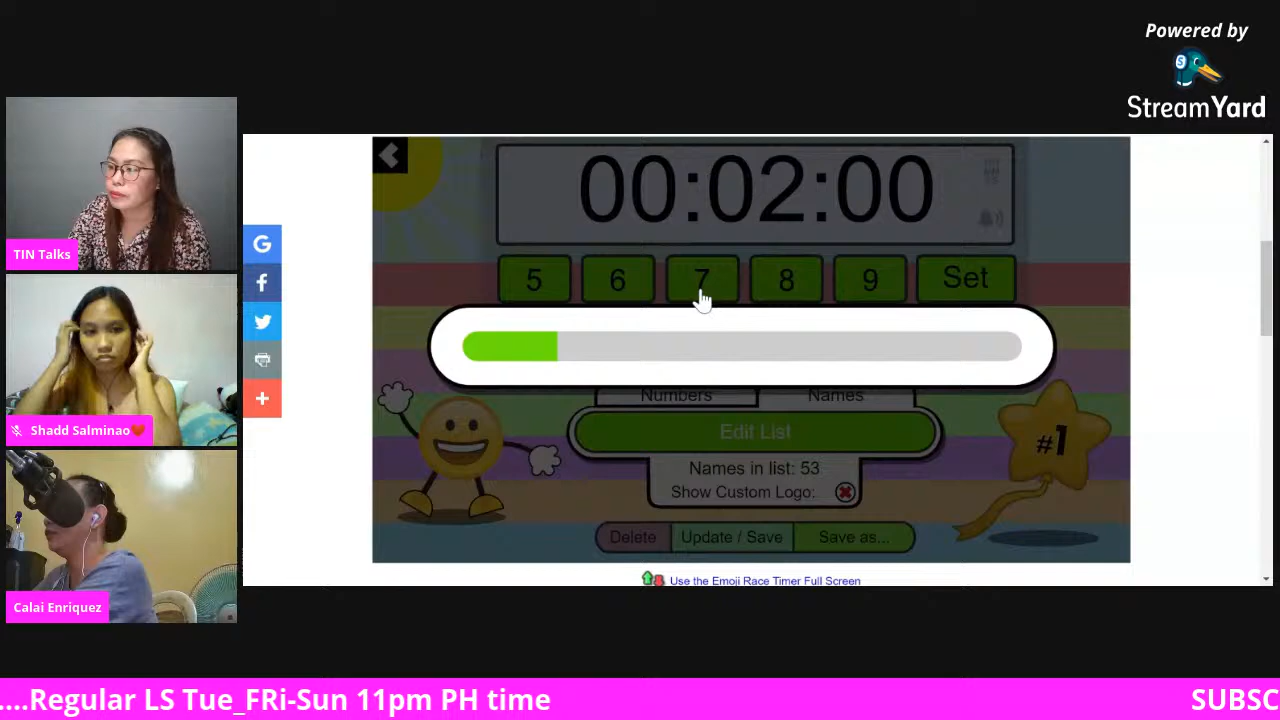 Powered by
StreamYard
TIN Talks
Shadd Salminao❤️
Calai Enriquez
00:02:00
5 6 7 8 9 Set
Numbers Names
Edit List
Names in list: 53
Show Custom Logo:
#1
Delete Update / Save Save as...
Use the Emoji Race Timer Full Screen
....Regular LS Tue_FRi-Sun 11pm PH time
SUBSC